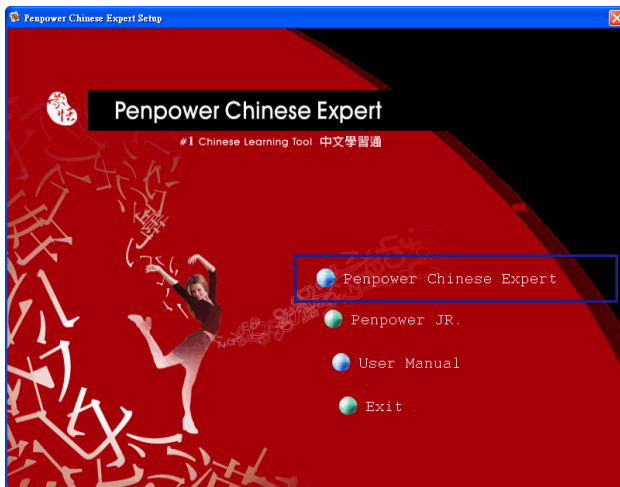 Penpower Chinese Expert Setup
Penpower Chinese Expert
#1 Chinese Learning Tool 中文學習通
Penpower Chinese Expert
Penpower JR.
User Manual
Exit